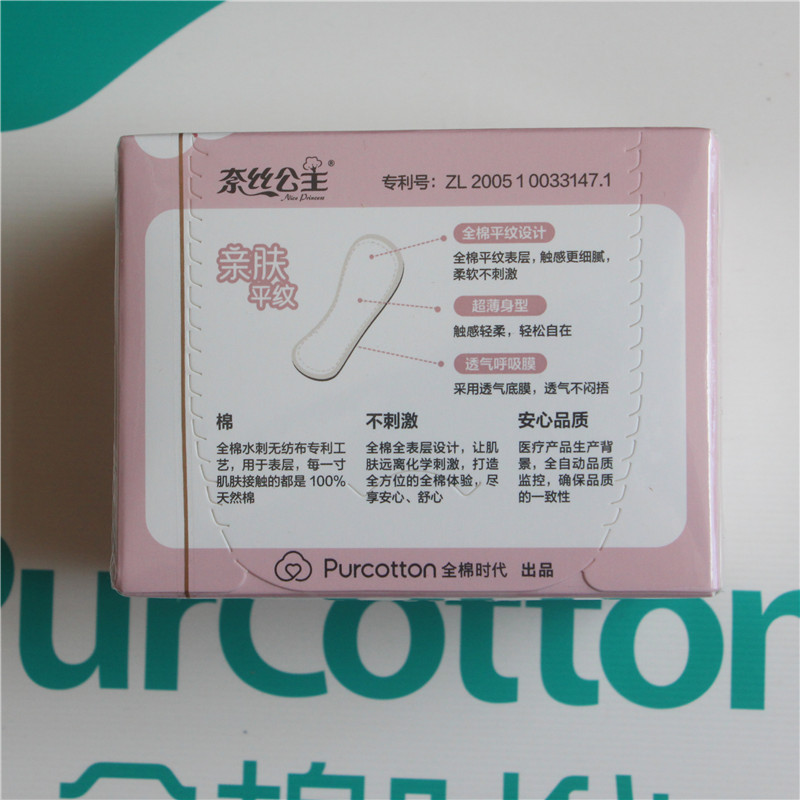 奈丝公主®
Nice Princess
专利号：ZL 2005 1 0033147.1
亲肤
平纹
全棉平纹设计
全棉平纹表层，触感更细腻，
柔软不刺激
超薄身型
触感轻柔，轻松自在
透气呼吸膜
采用透气底膜，透气不闷捂
棉
全棉水刺无纺布专利工
艺，用于表层，每一寸
肌肤接触的都是 100%
天然棉
不刺激
全棉全表层设计，让肌
肤远离化学刺激，打造
全方位的全棉体验，尽
享安心、舒心
安心品质
医疗产品生产背
景，全自动品质
监控，确保品质
的一致性
Purcotton 全棉时代 出品
PurCotton
全棉时代